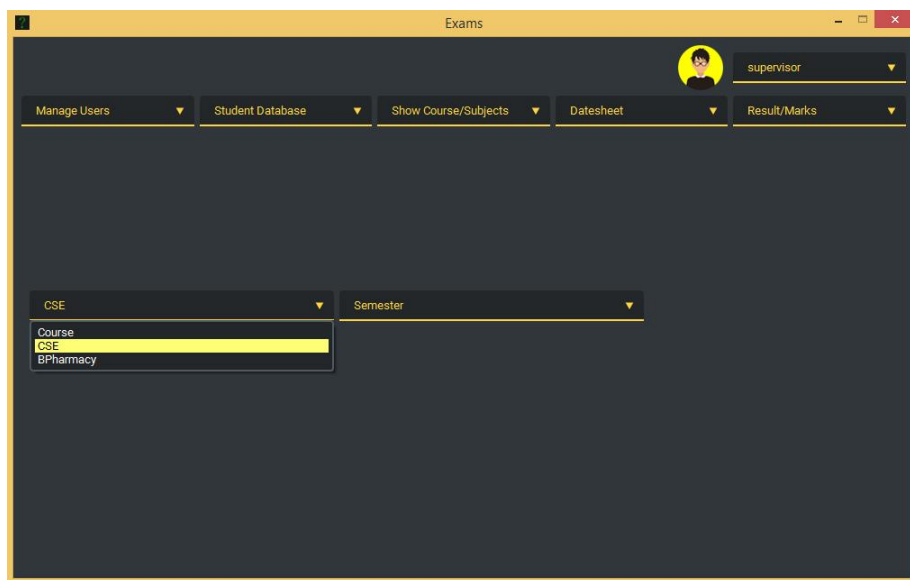 ?
Exams
supervisor
Manage Users Student Database Show Course/Subjects Datesheet Result/Marks
CSE Semester
Course
CSE
BPharmacy